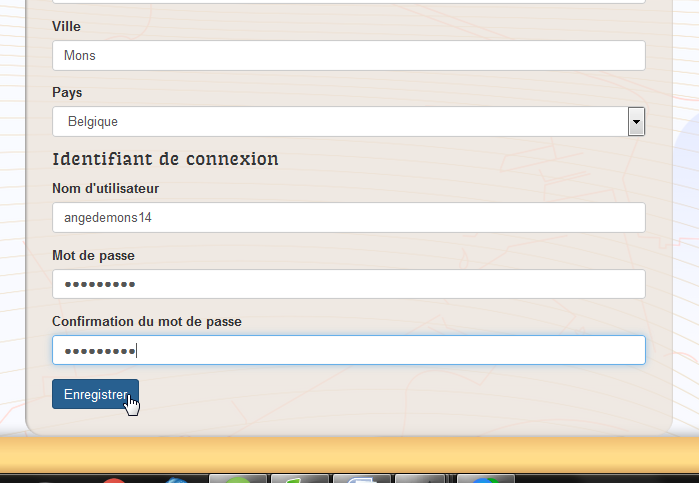 Ville
Mons
Pays
Belgique
Identifiant de connexion
Nom d'utilisateur
angedemons14
Mot de passe
●●●●●●●●●
Confirmation du mot de passe
●●●●●●●●●
Enregistrer